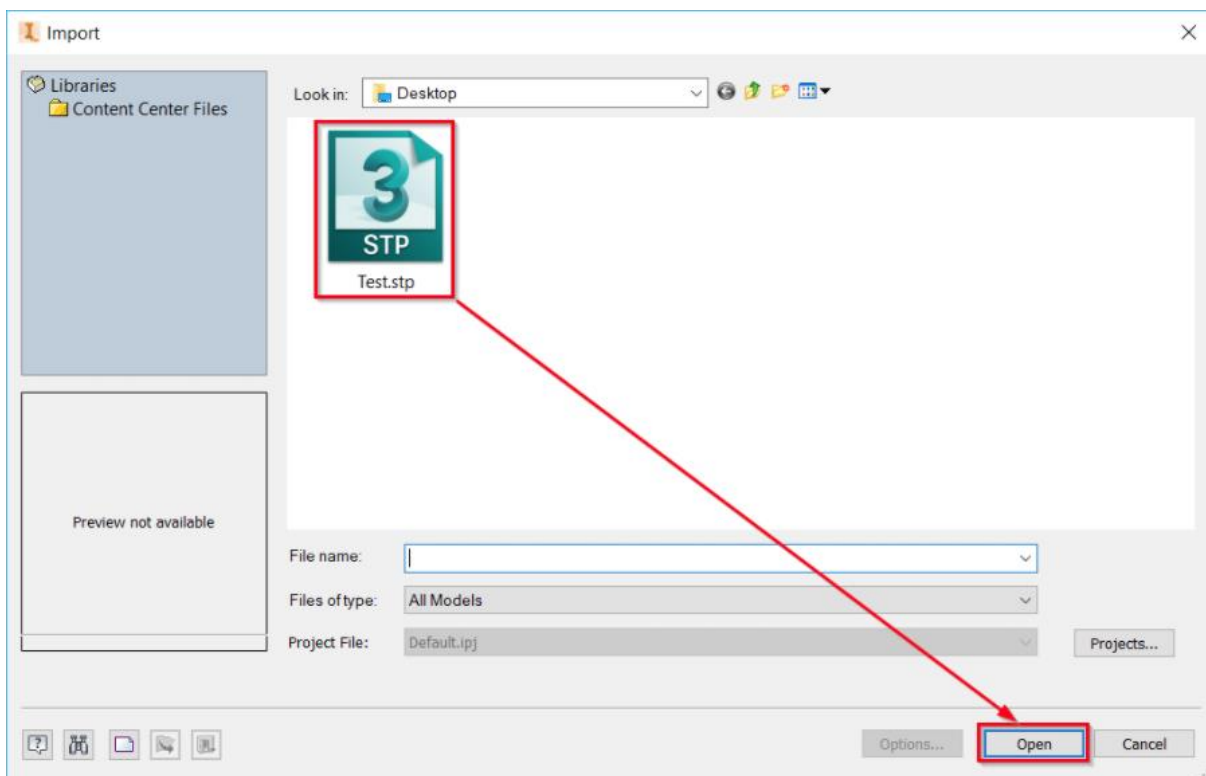 Import
Libraries
Content Center Files
Look in: Desktop
3
STP
Test.stp
Preview not available
File name:
Files of type: All Models
Project File: Default.ipj
Projects...
Options... Open Cancel